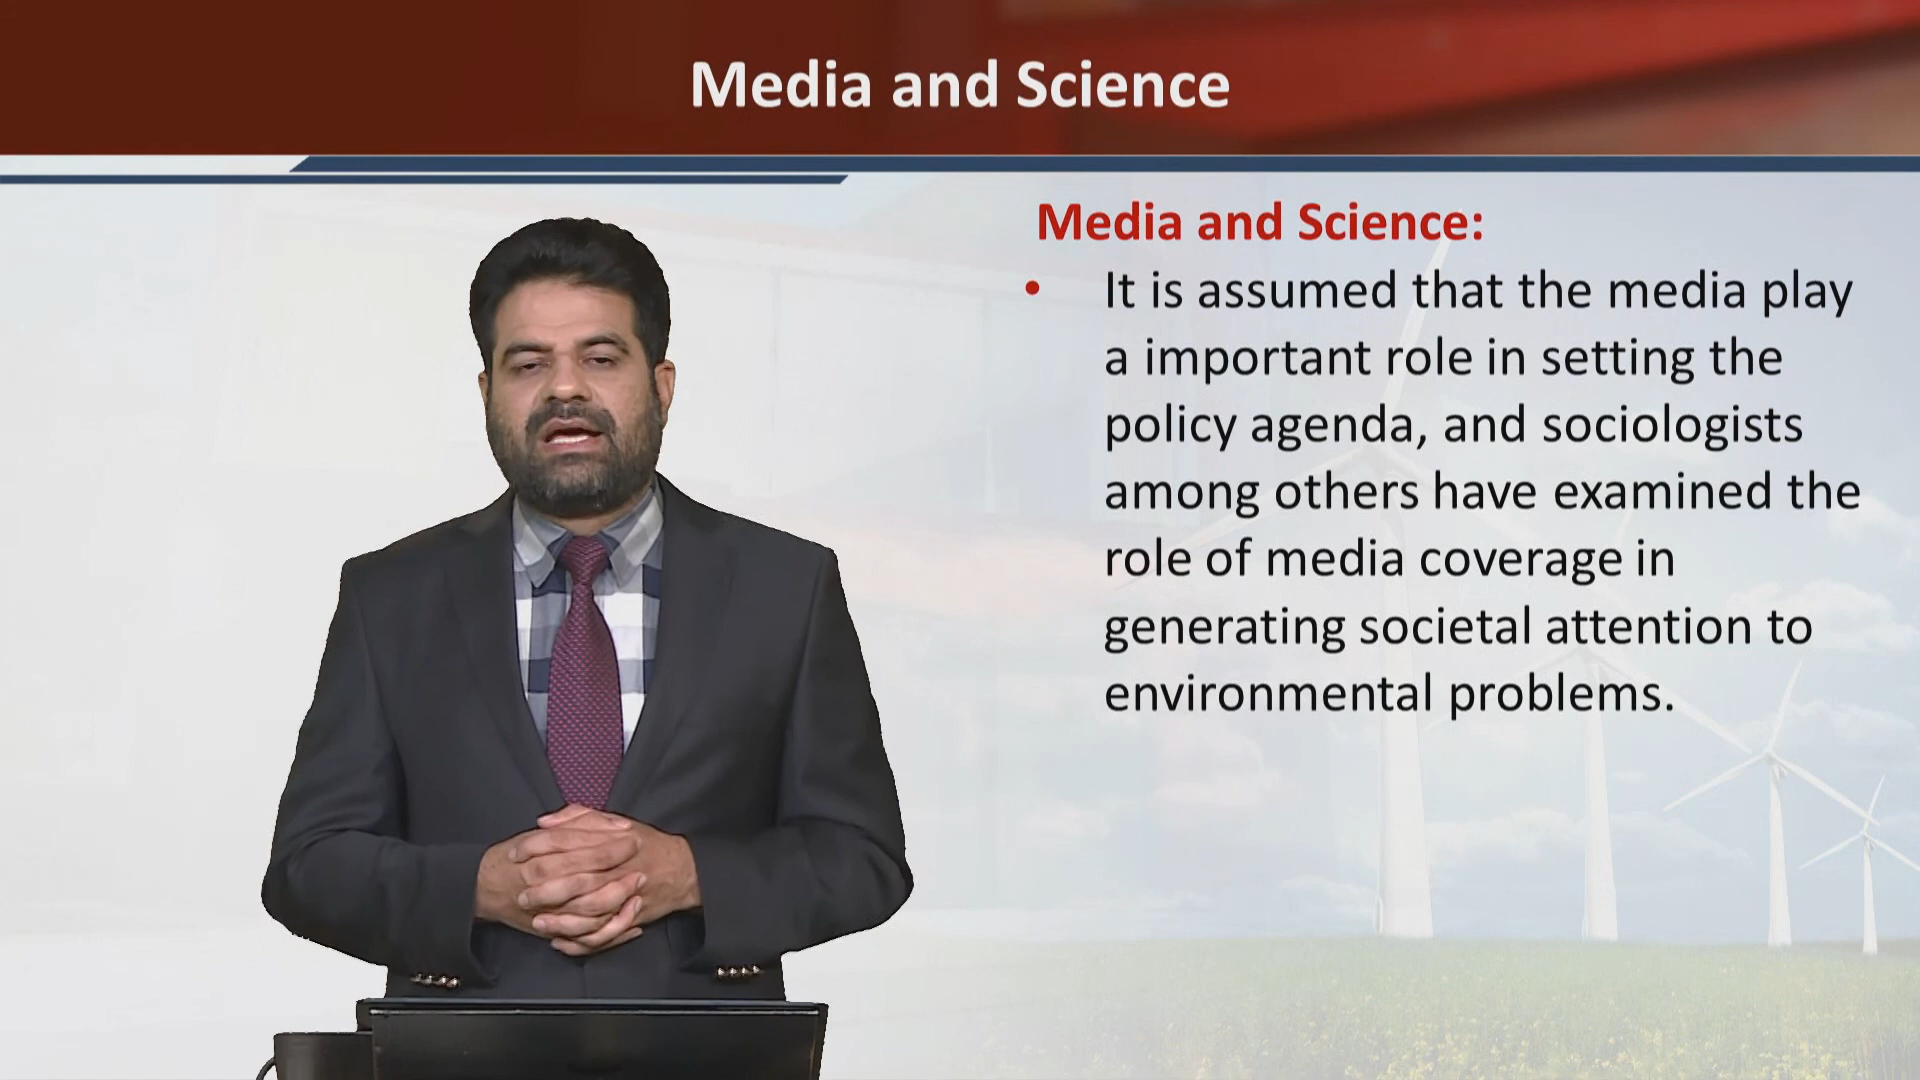 Media and Science
Media and Science:
• It is assumed that the media play
a important role in setting the
policy agenda, and sociologists
among others have examined the
role of media coverage in
generating societal attention to
environmental problems.